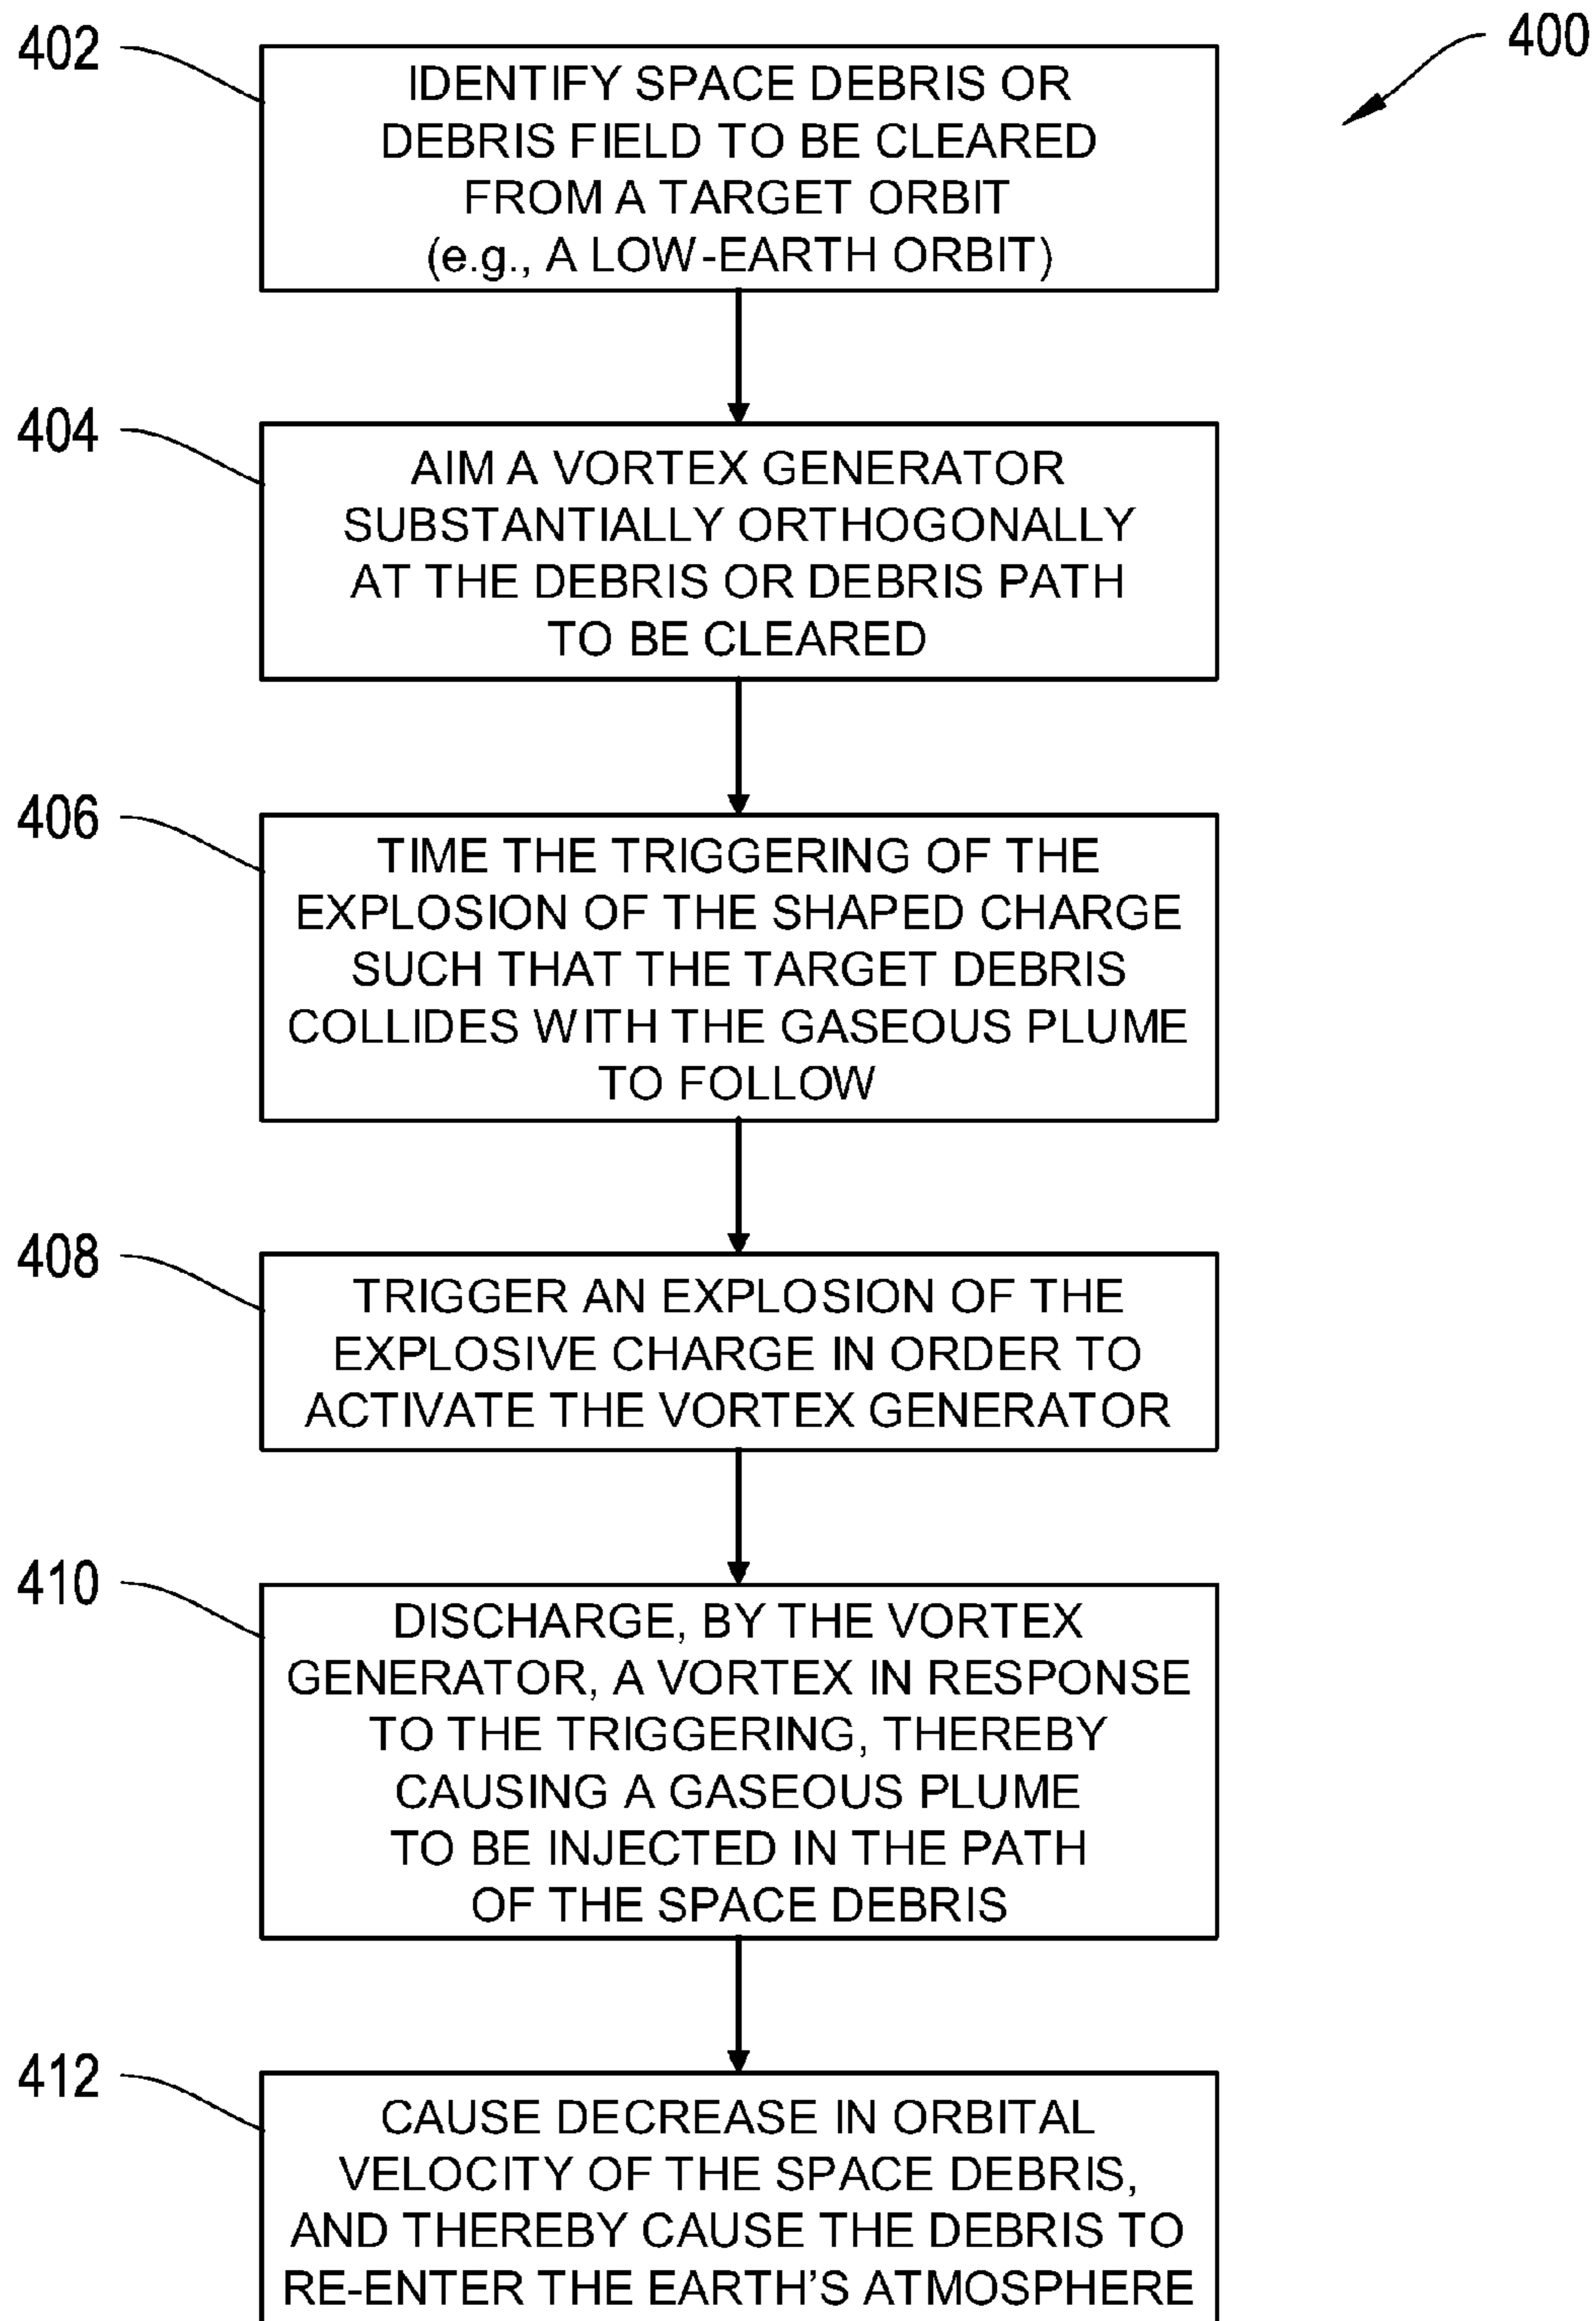 400
402
IDENTIFY SPACE DEBRIS OR
DEBRIS FIELD TO BE CLEARED
FROM A TARGET ORBIT
(e.g., A LOW-EARTH ORBIT)
404
AIM A VORTEX GENERATOR
SUBSTANTIALLY ORTHOGONALLY
AT THE DEBRIS OR DEBRIS PATH
TO BE CLEARED
406
TIME THE TRIGGERING OF THE
EXPLOSION OF THE SHAPED CHARGE
SUCH THAT THE TARGET DEBRIS
COLLIDES WITH THE GASEOUS PLUME
TO FOLLOW
408
TRIGGER AN EXPLOSION OF THE
EXPLOSIVE CHARGE IN ORDER TO
ACTIVATE THE VORTEX GENERATOR
410
DISCHARGE, BY THE VORTEX
GENERATOR, A VORTEX IN RESPONSE
TO THE TRIGGERING, THEREBY
CAUSING A GASEOUS PLUME
TO BE INJECTED IN THE PATH
OF THE SPACE DEBRIS
412
CAUSE DECREASE IN ORBITAL
VELOCITY OF THE SPACE DEBRIS,
AND THEREBY CAUSE THE DEBRIS TO
RE-ENTER THE EARTH'S ATMOSPHERE